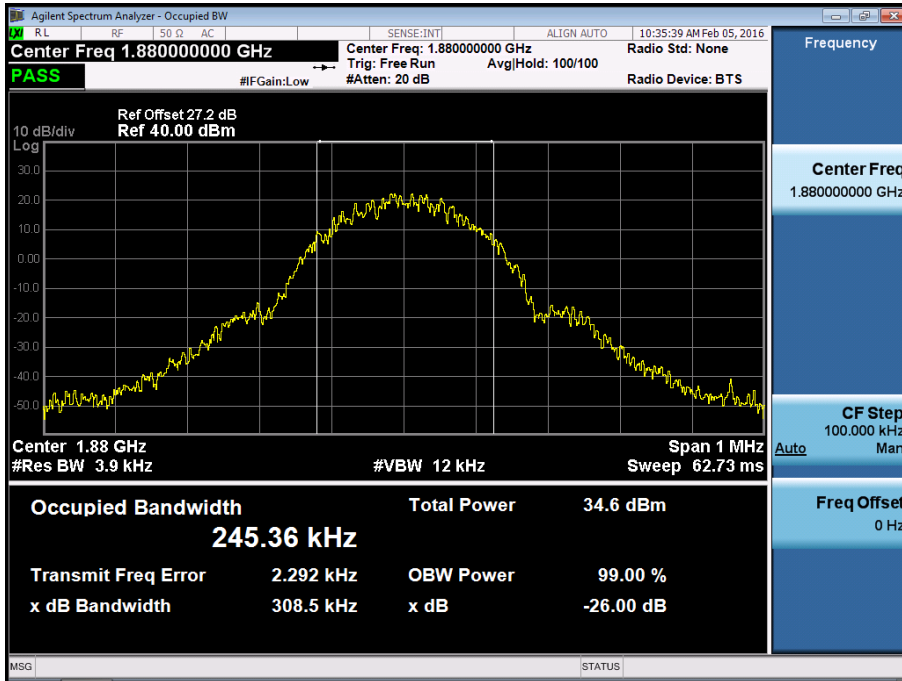 Agilent Spectrum Analyzer - Occupied BW
LXI RL RF 50 Ω AC SENSE:INT ALIGN AUTO 10:35:39 AM Feb 05, 2016
Center Freq 1.880000000 GHz
Center Freq: 1.880000000 GHz Radio Std: None
Trig: Free Run Avg|Hold: 100/100
PASS #IFGain:Low #Atten: 20 dB Radio Device: BTS
Ref Offset 27.2 dB
10 dB/div Ref 40.00 dBm
Log
30.0
20.0
10.0
0.00
-10.0
-20.0
-30.0
-40.0
-50.0
Center 1.88 GHz Span 1 MHz
#Res BW 3.9 kHz #VBW 12 kHz Sweep 62.73 ms
Occupied Bandwidth Total Power 34.6 dBm
245.36 kHz
Transmit Freq Error 2.292 kHz OBW Power 99.00 %
x dB Bandwidth 308.5 kHz x dB -26.00 dB
MSG STATUS
Frequency
Center Freq
1.880000000 GHz
CF Step
100.000 kHz
Auto Man
Freq Offset
0 Hz